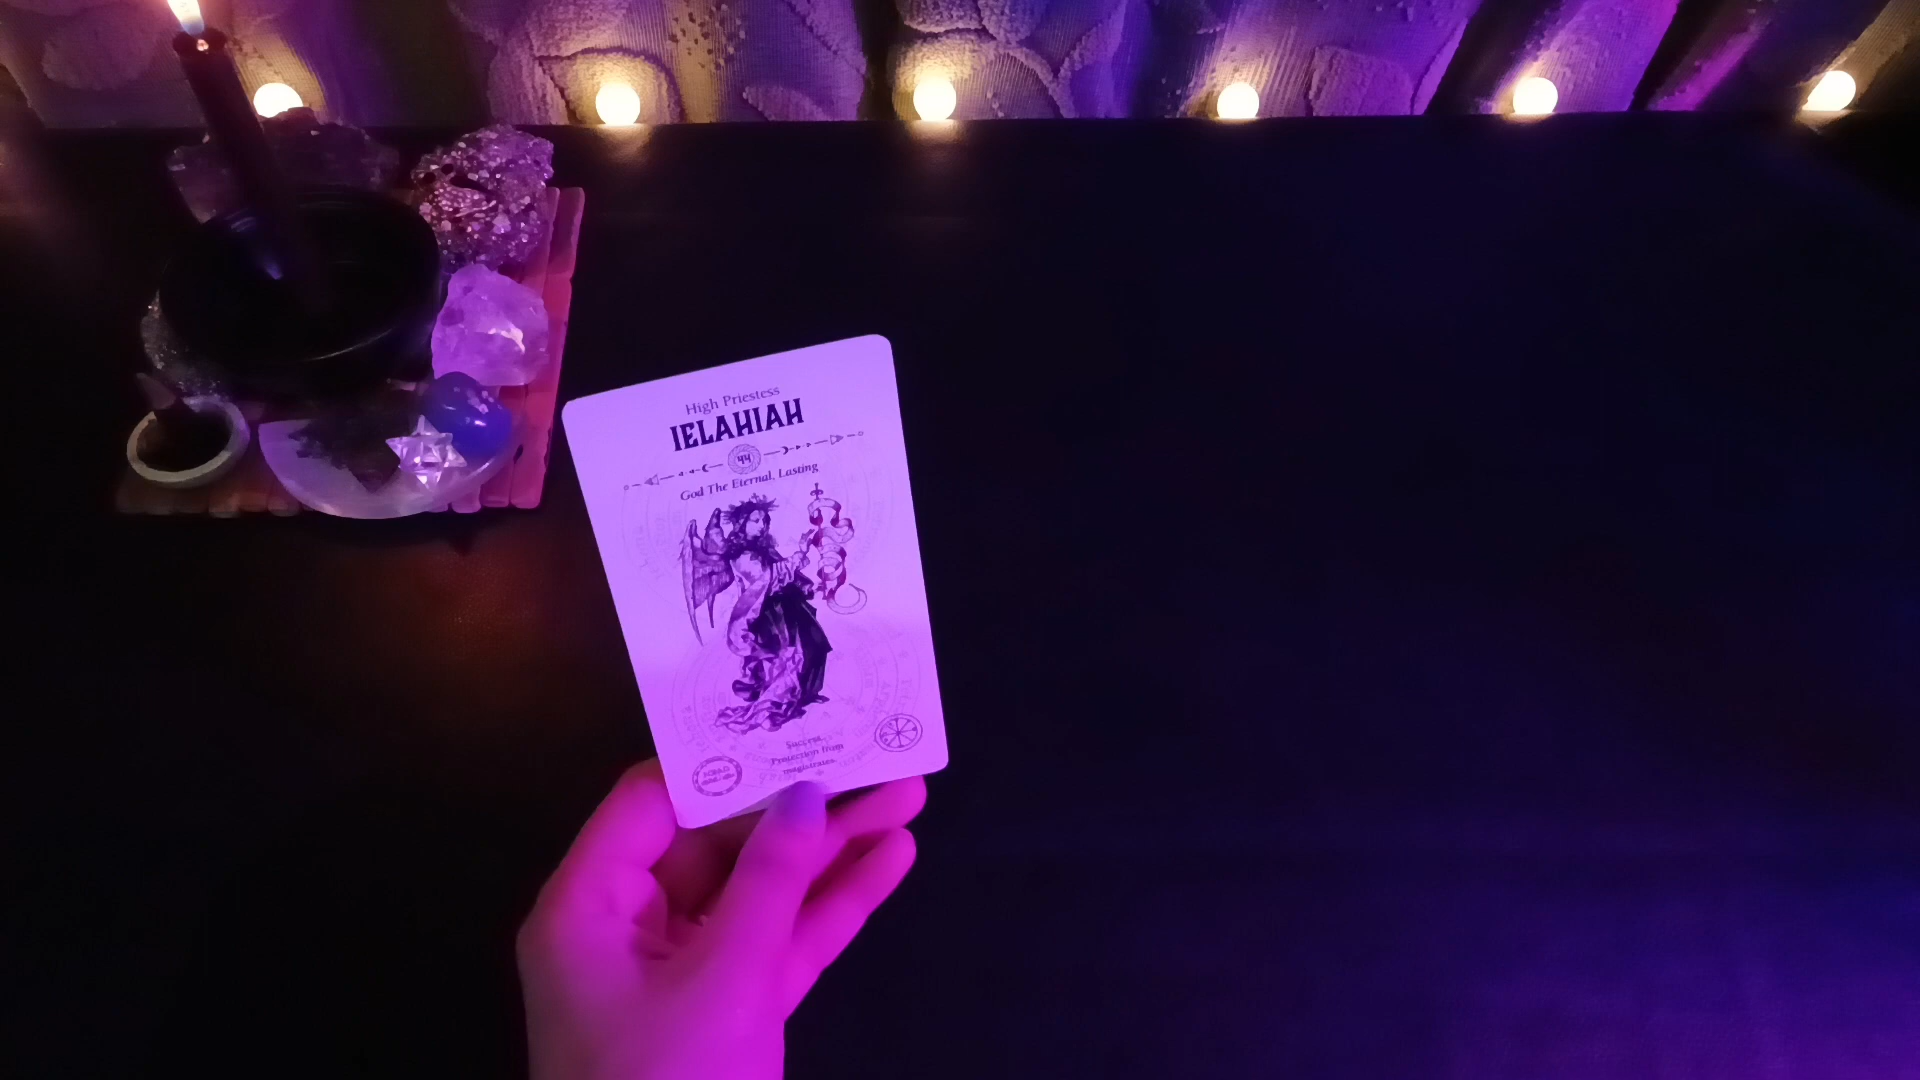 High Priestess
IELAHIAH
44
God The Eternal, Lasting
Success,
Protection from
magistrates